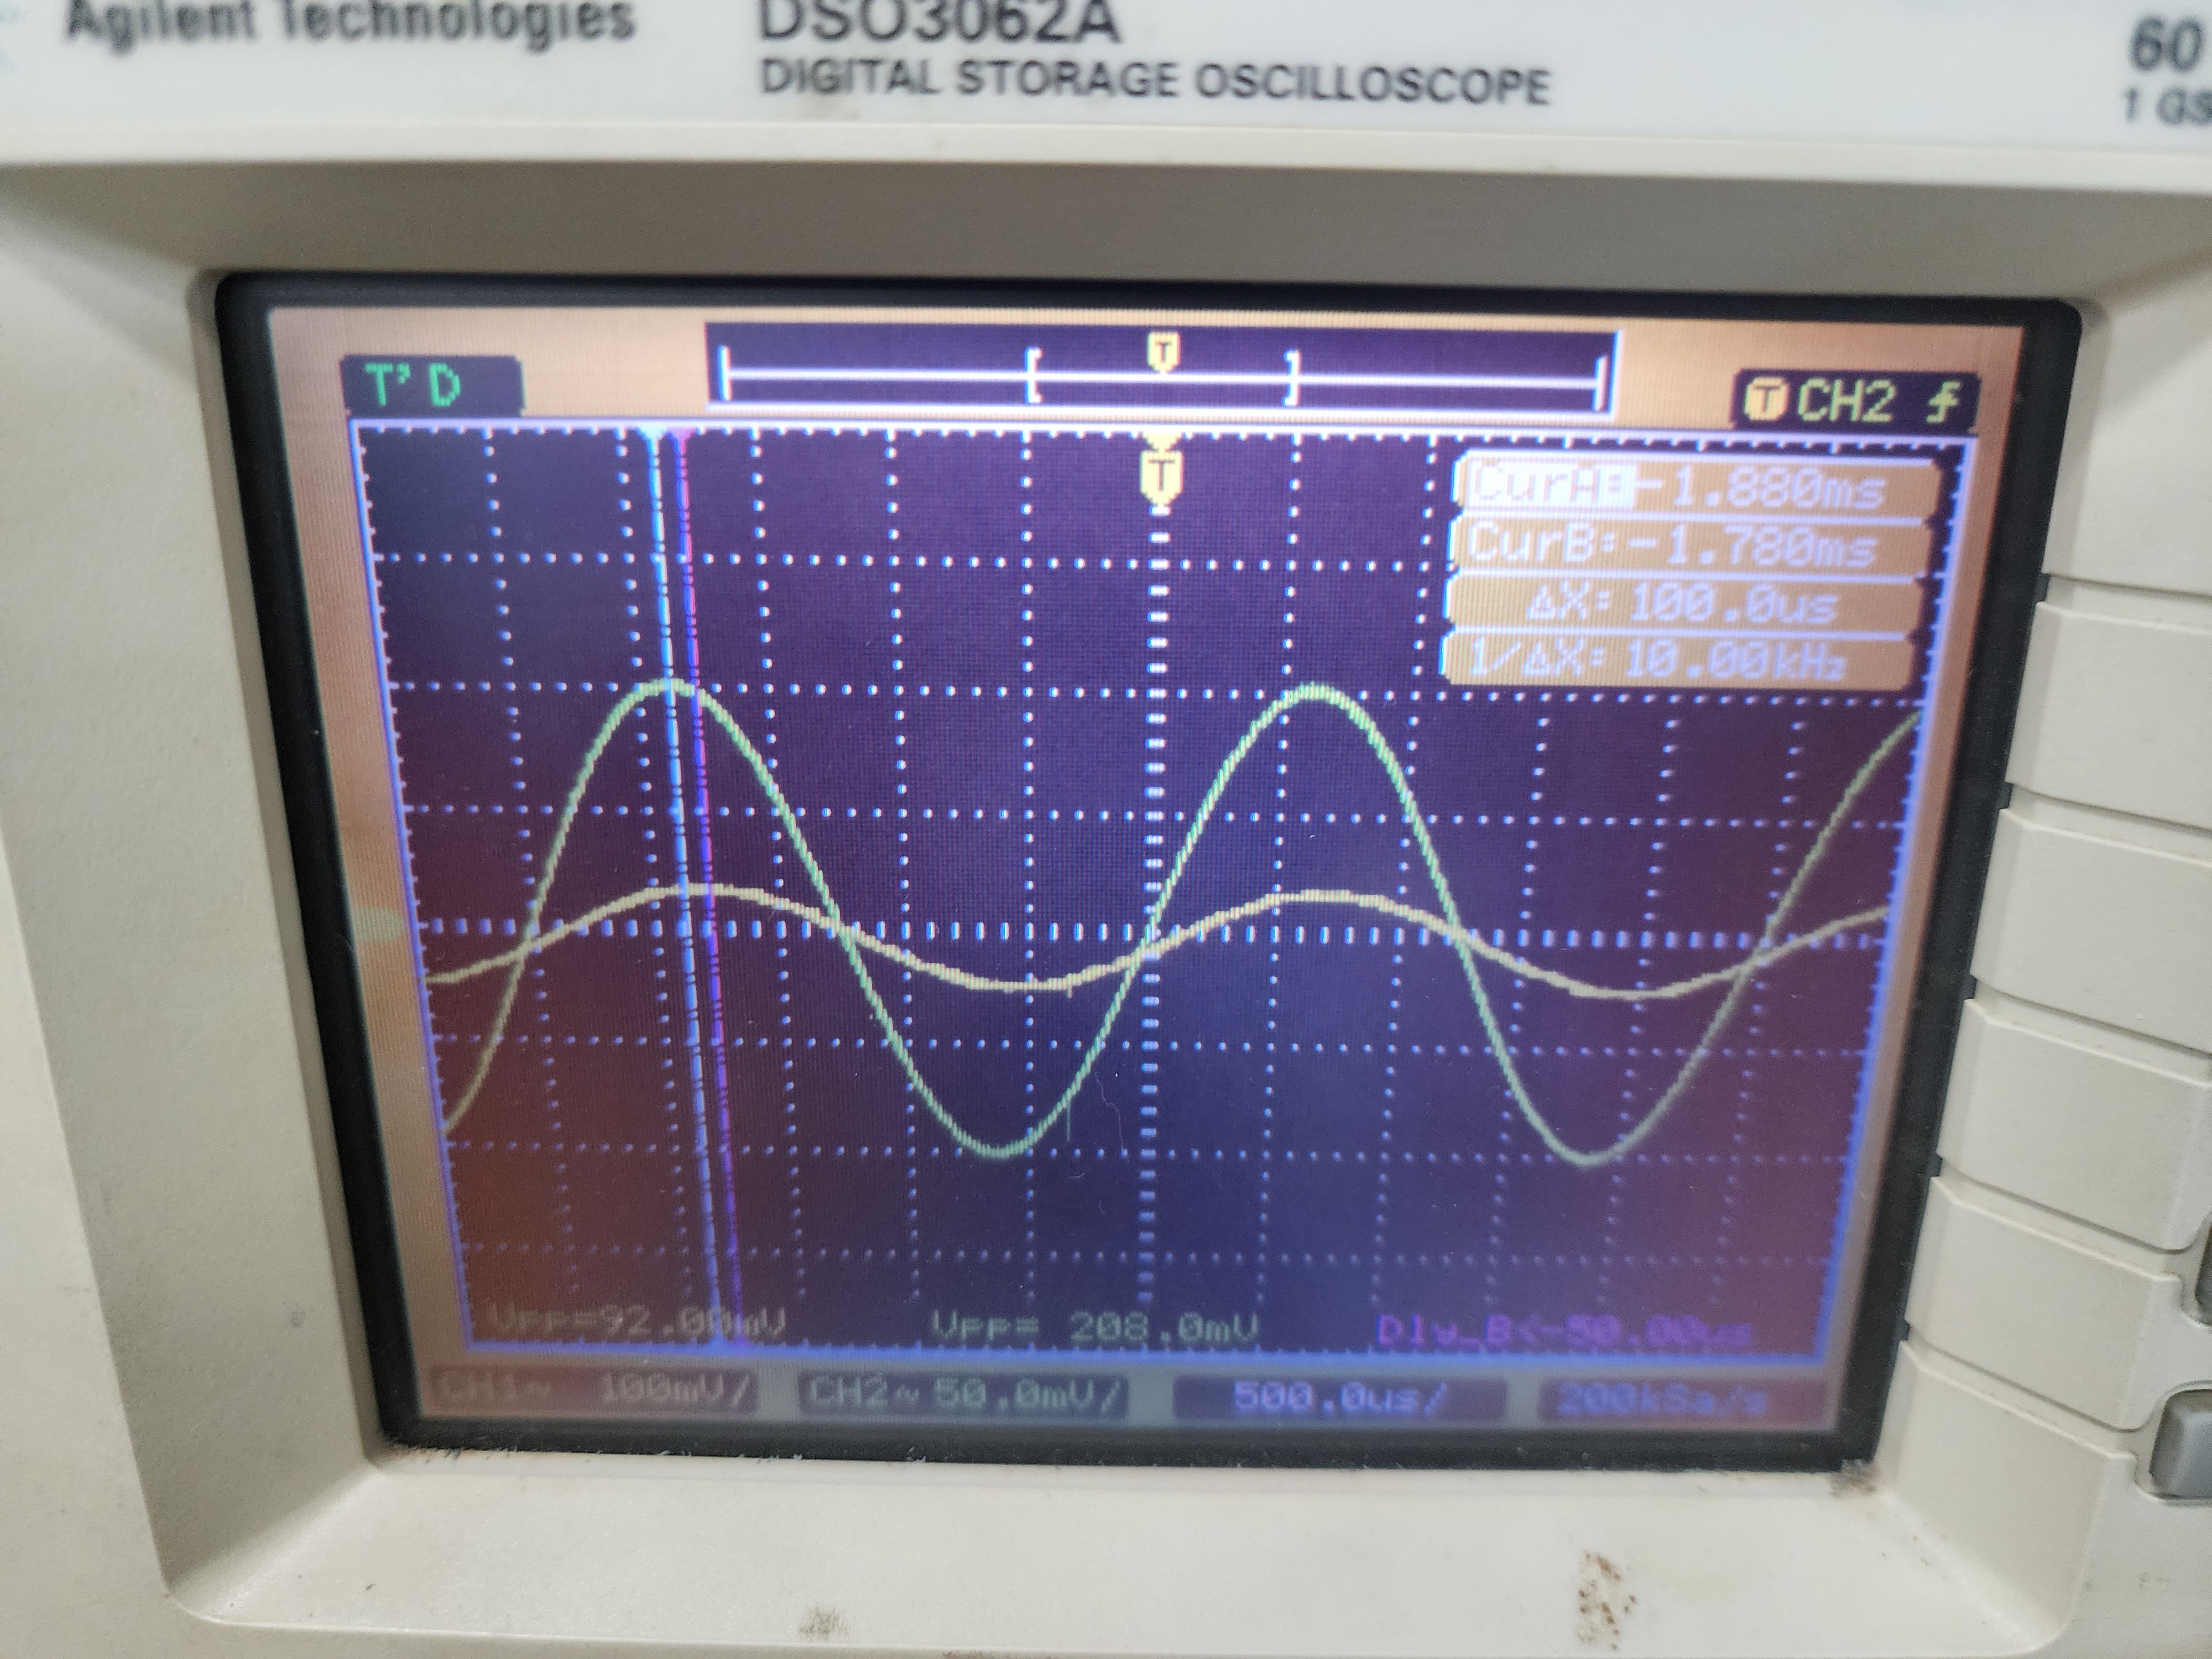 Agilent Technologies DSO3062A 60
DIGITAL STORAGE OSCILLOSCOPE 1 GS
T
T'D
T CH2
T
CurA:-1.880ms
CurB:-1.780ms
ΔX: 100.0us
1/ΔX: 10.00kHz
Vpp=92.00mV Vpp= 208.0mV Dly_B<-50.00us
CH1~ 100mV/ CH2~ 50.0mV/ 500.0us/ 200kSa/s